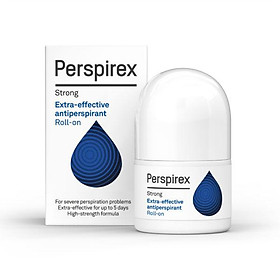 Perspirex
Strong
Extra-effective
antiperspirant
Roll-on
For severe perspiration problems
Extra-effective for up to 5 days
High-strength formula
Perspirex
Strong
Extra-effective
antiperspirant
Roll-on